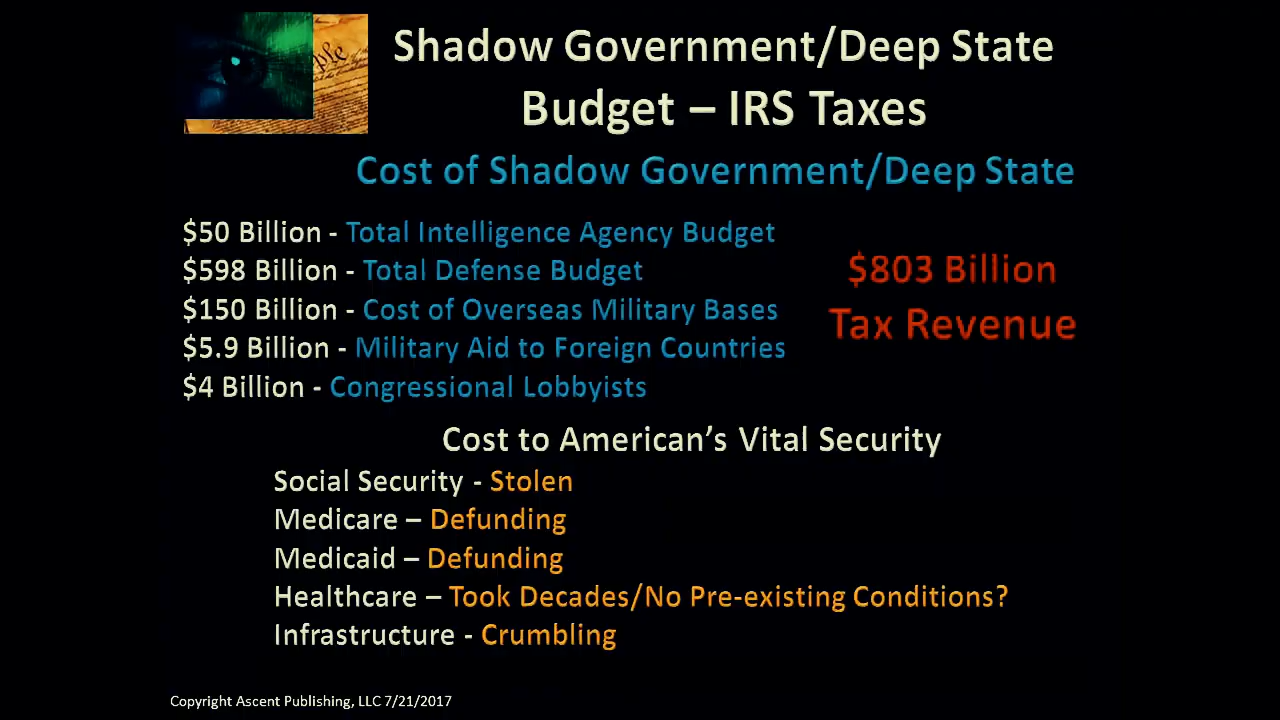 Shadow Government/Deep State
Budget – IRS Taxes
Cost of Shadow Government/Deep State
$50 Billion - Total Intelligence Agency Budget
$598 Billion - Total Defense Budget
$150 Billion - Cost of Overseas Military Bases
$5.9 Billion - Military Aid to Foreign Countries
$4 Billion - Congressional Lobbyists
$803 Billion
Tax Revenue
Cost to American’s Vital Security
Social Security - Stolen
Medicare – Defunding
Medicaid – Defunding
Healthcare – Took Decades/No Pre-existing Conditions?
Infrastructure - Crumbling
Copyright Ascent Publishing, LLC 7/21/2017